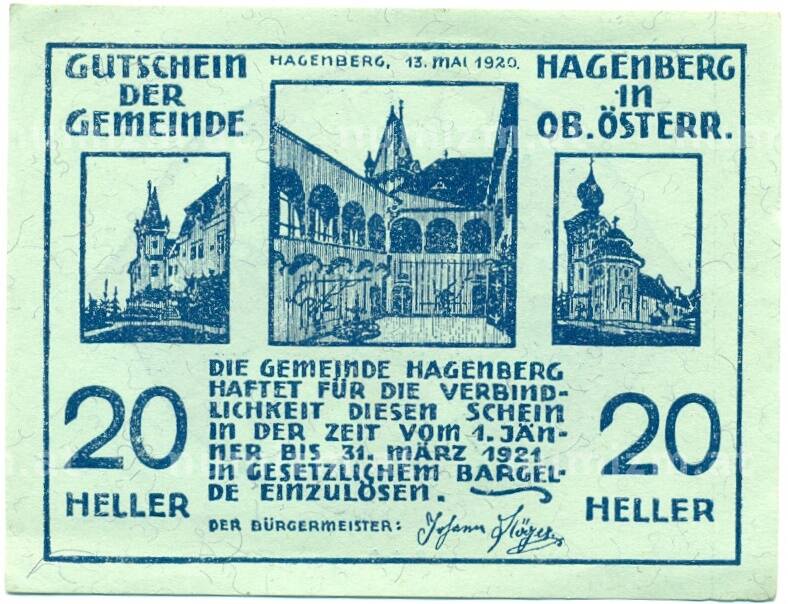 GUTSCHEIN
DER
GEMEINDE
HAGENBERG, 13. MAI 1920.
HAGENBERG
IN
OB. ÖSTERR.
DIE GEMEINDE HAGENBERG
HAFTET FÜR DIE VERBIND-
LICHKEIT DIESEN SCHEIN
IN DER ZEIT VOM 1. JÄN-
NER BIS 31. MÄRZ 1921
IN GESETZLICHEM BARGEL-
DE EINZULÖSEN.
20
HELLER
20
HELLER
DER BÜRGERMEISTER:
Johann